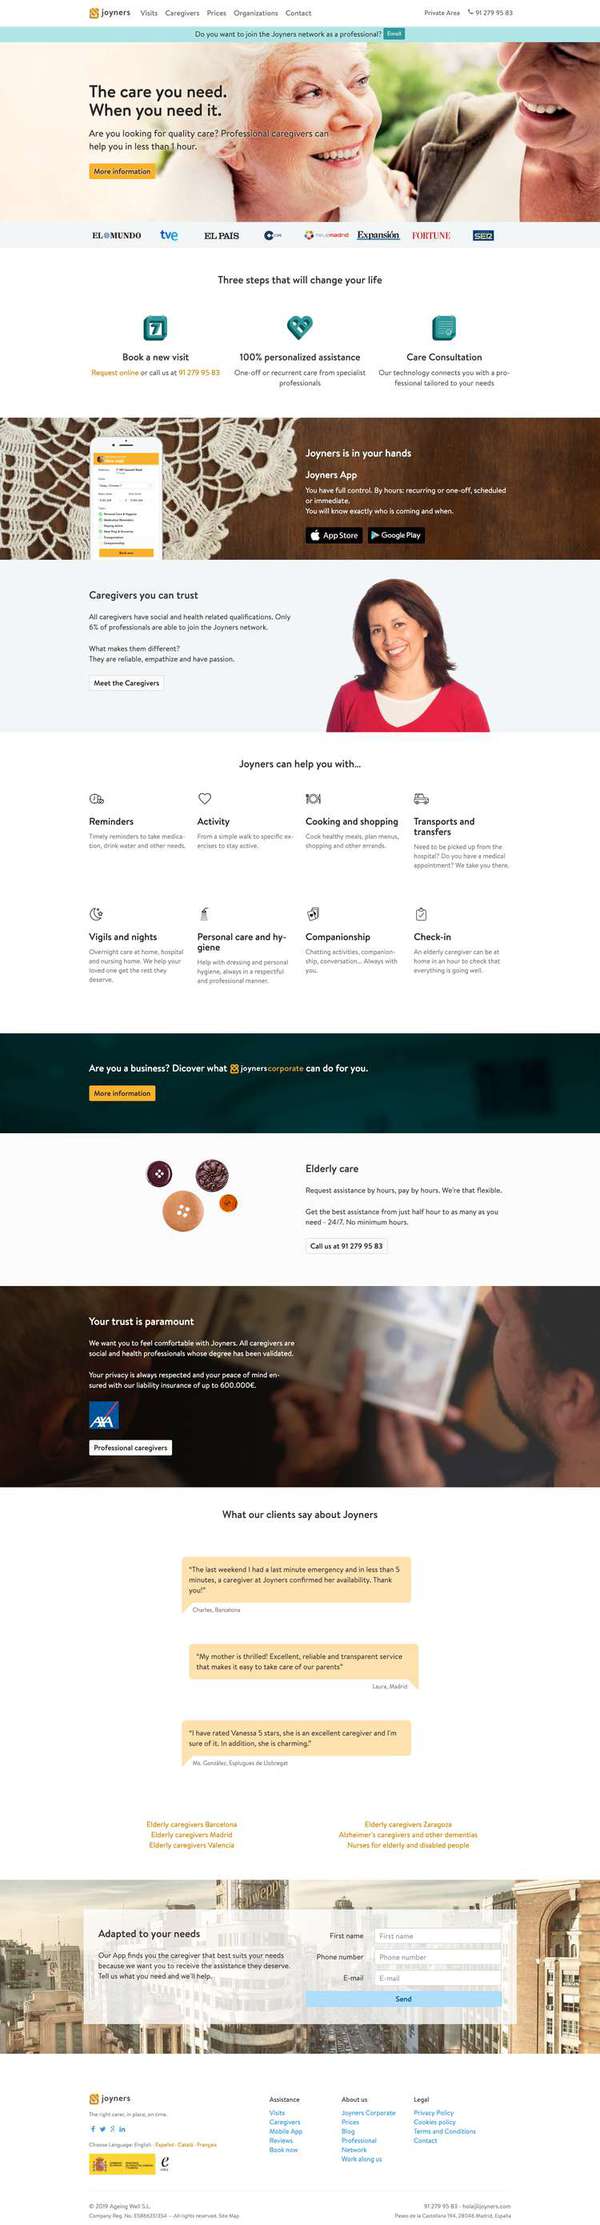 joyners Visits Caregivers Prices Organizations Contact Private Area 91 279 95 83
Do you want to join the Joyners network as a professional? Enroll
The care you need.
When you need it.
Are you looking for quality care? Professional caregivers can
help you in less than 1 hour.
More information
EL MUNDO tve EL PAÍS COPE telemadrid Expansión FORTUNE SER
Three steps that will change your life
7
Book a new visit
Request online or call us at 91 279 95 83
100% personalized assistance
One-off or recurrent care from specialist
professionals
Care Consultation
Our technology connects you with a pro-
fessional tailored to your needs
Personal Care & Hygiene
Medication Reminders
Transportation
Companionship
Book now
Joyners is in your hands
Joyners App
You have full control. By hours: recurring or one-off, scheduled
or immediate.
You will know exactly who is coming and when.
App Store Google Play
Caregivers you can trust
All caregivers have social and health related qualifications. Only
6% of professionals are able to join the Joyners network.
What makes them different?
They are reliable, empathize and have passion.
Meet the Caregivers
Joyners can help you with...
Reminders
Timely reminders to take medica-
tion, drink water and other needs.
Activity
From a simple walk to specific ex-
ercises to stay active.
Cooking and shopping
Cook healthy meals, plan menus,
shopping and other errands.
Transports and
transfers
Need to be picked up from the
hospital? Do you have a medical
appointment? We take you there.
Vigils and nights
Overnight care at home, hospital
and nursing home. We help your
loved one get the rest they
deserve.
Personal care and hy-
giene
Help with dressing and personal
hygiene, always in a respectful
and professional manner.
Companionship
Chatting activities, companion-
ship, conversation... Always with
you.
Check-in
An elderly caregiver can be at
home in an hour to check that
everything is going well.
Are you a business? Dicover what joynerscorporate can do for you.
More information
Elderly care
Request assistance by hours, pay by hours. We're that flexible.
Get the best assistance from just half hour to as many as you
need - 24/7. No minimum hours.
Call us at 91 279 95 83
Your trust is paramount
We want you to feel comfortable with Joyners. All caregivers are
social and health professionals whose degree has been validated.
Your privacy is always respected and your peace of mind en-
sured with our liability insurance of up to 600.000€.
AXA
Professional caregivers
What our clients say about Joyners
“The last weekend I had a last minute emergency and in less than 5
minutes, a caregiver at Joyners confirmed her availability. Thank
you!”
Charles, Barcelona
“My mother is thrilled! Excellent, reliable and transparent service
that makes it easy to take care of our parents”
Laura, Madrid
“I have rated Vanessa 5 stars, she is an excellent caregiver and I'm
sure of it. In addition, she is charming.”
Ms. González, Esplugues de Llobregat
Elderly caregivers Barcelona
Elderly caregivers Madrid
Elderly caregivers Valencia
Elderly caregivers Zaragoza
Alzheimer's caregivers and other dementias
Nurses for elderly and disabled people
Schweppes
Adapted to your needs
Our App finds you the caregiver that best suits your needs
because we want you to receive the assistance they deserve.
Tell us what you need and we'll help.
First name First name
Phone number Phone number
E-mail E-mail
Send
joyners
The right carer, in place, on time.
Choose Language: English · Español · Català · Français
Assistance
Visits
Caregivers
Mobile App
Reviews
Book now
About us
Joyners Corporate
Prices
Blog
Professional
Network
Work along us
Legal
Privacy Policy
Cookies policy
Terms and Conditions
Contact
© 2019 Ageing Well S.L.
Company Reg. No. ESB66251354 – All rights reserved. Site Map
91 279 95 83 · hola@joyners.com
Paseo de la Castellana 194, 28046 Madrid, España